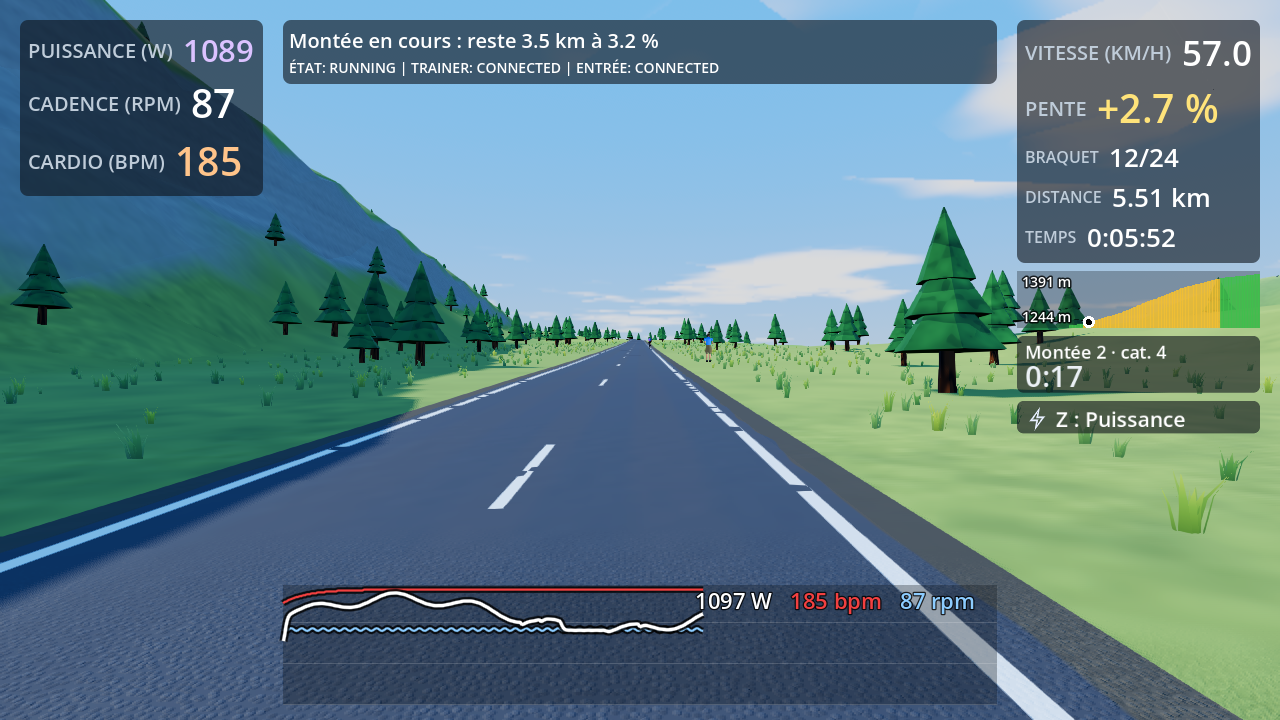 PUISSANCE (W) 1089
CADENCE (RPM) 87
CARDIO (BPM) 185
Montée en cours : reste 3.5 km à 3.2 %
ÉTAT: RUNNING | TRAINER: CONNECTED | ENTRÉE: CONNECTED
VITESSE (KM/H) 57.0
PENTE +2.7 %
BRAQUET 12/24
DISTANCE 5.51 km
TEMPS 0:05:52
1391 m
1244 m
Montée 2 · cat. 4
0:17
Z : Puissance
1097 W 185 bpm 87 rpm